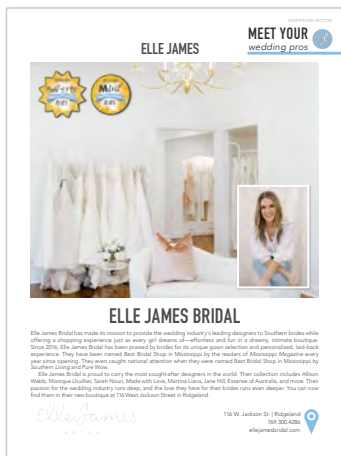 ADVERTISING SECTION
MEET YOUR
wedding pros
ELLE JAMES
ELLE JAMES BRIDAL
Elle James Bridal has made its mission to provide the wedding industry's leading designers to Southern brides while
offering a shopping experience just as every girl dreams of—effortless and fun in a dreamy, intimate boutique.
Since 2016, Elle James Bridal has been praised by brides for its unique gown selection and personalized, laid-back
experience. They have been named Best Bridal Shop in Mississippi by the readers of Mississippi Magazine every
year since opening. They even caught national attention when they were named Best Bridal Shop in Mississippi by
Southern Living and Pure Wow.
Elle James Bridal is proud to carry the most sought-after designers in the world. Their collection includes Allison
Webb, Monique Lhuillier, Sareh Nouri, Made with Love, Martina Liana, Jane Hill, Essense of Australia, and more. Their
passion for the wedding industry runs deep, and the love they have for their brides runs even deeper. You can now
find them in their new boutique at 116 West Jackson Street in Ridgeland.
Elle James
BRIDE
116 W. Jackson St. | Ridgeland
769.300.4286
ellejamesbridal.com